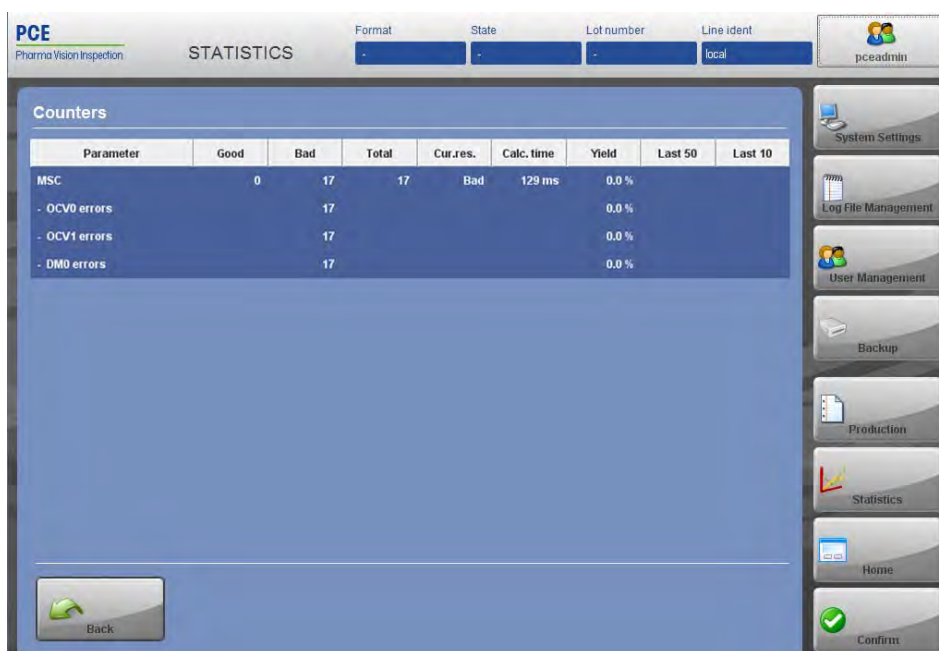 PCE
Pharma Vision Inspection
STATISTICS
Format
-
State
-
Lot number
-
Line ident
local
pceadmin
Counters
Parameter Good Bad Total Cur.res. Calc. time Yield Last 50 Last 10
MSC 0 17 17 Bad 129 ms 0.0 %
- OCV0 errors 17 0.0 %
- OCV1 errors 17 0.0 %
- DM0 errors 17 0.0 %
System Settings
Log File Management
User Management
Backup
Production
Statistics
Home
Confirm
Back